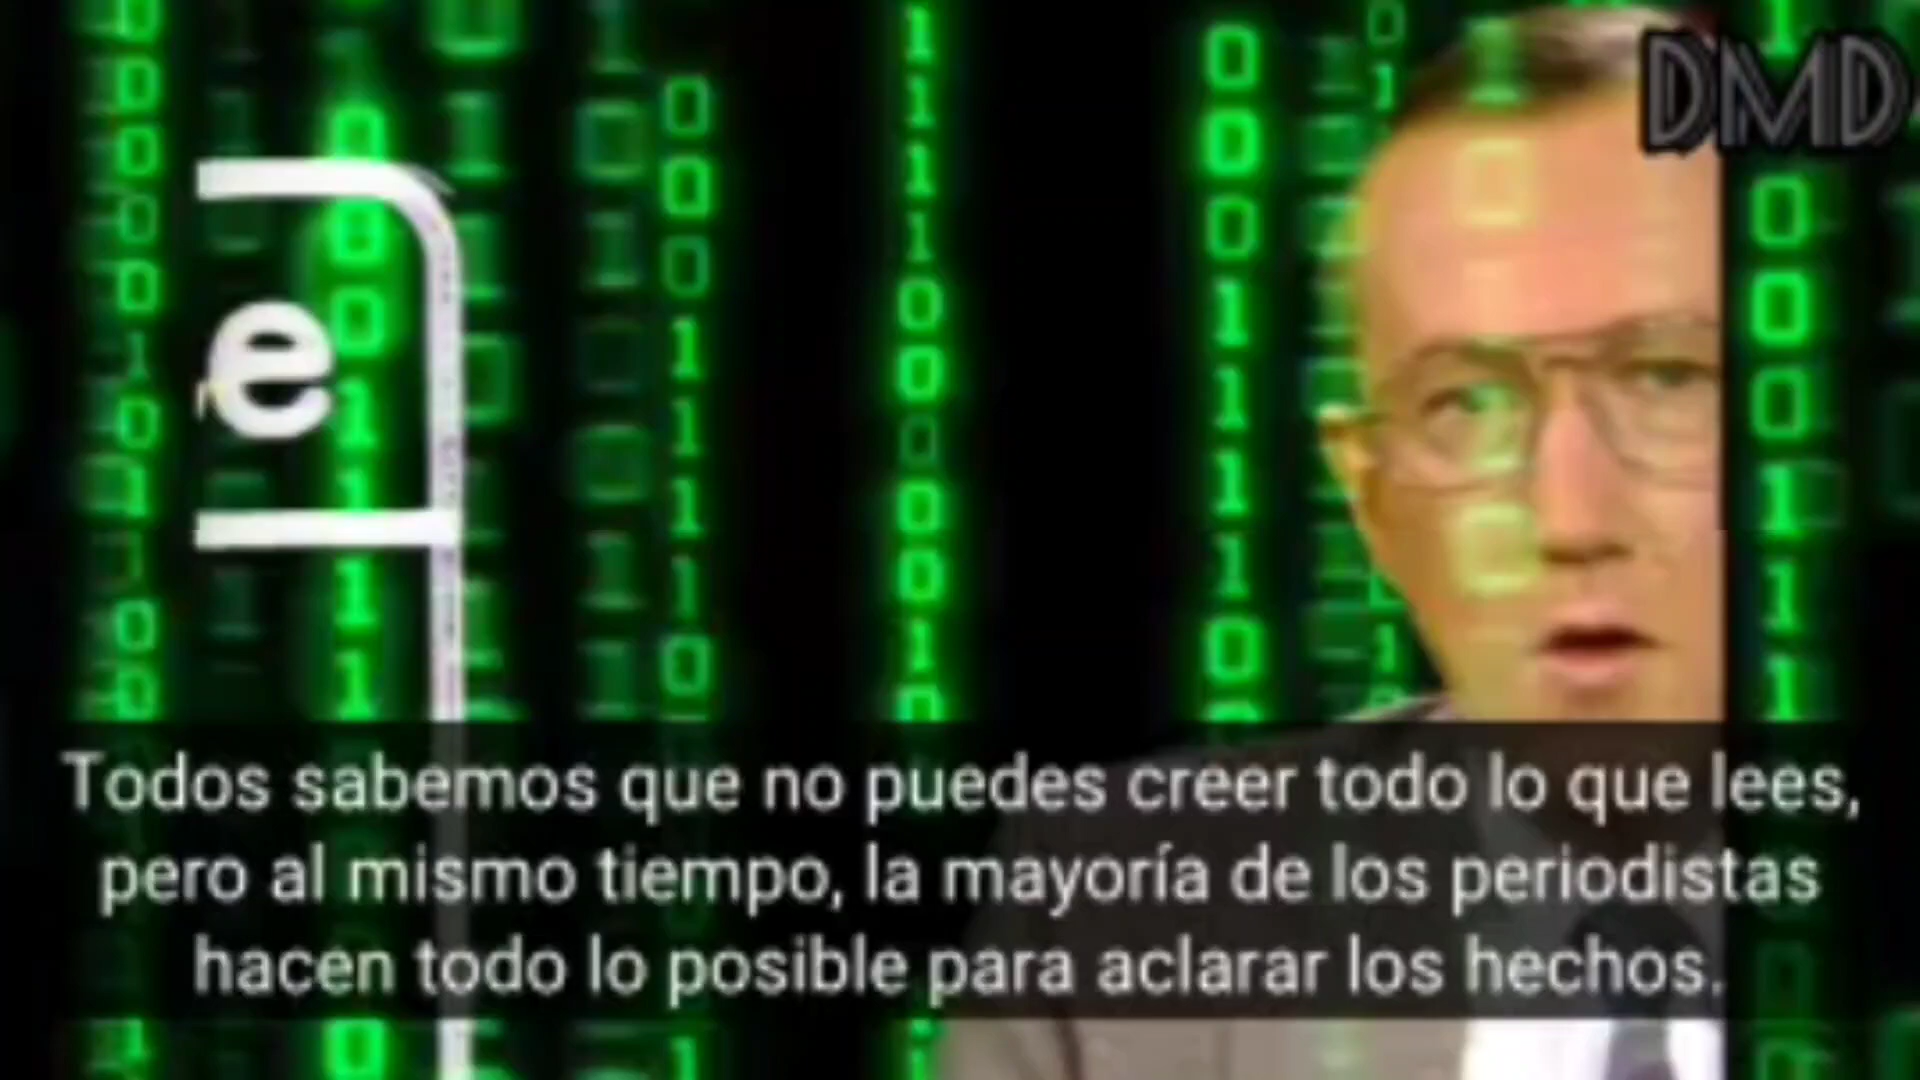 DMD
e
Todos sabemos que no puedes creer todo lo que lees,
pero al mismo tiempo, la mayoría de los periodistas
hacen todo lo posible para aclarar los hechos.